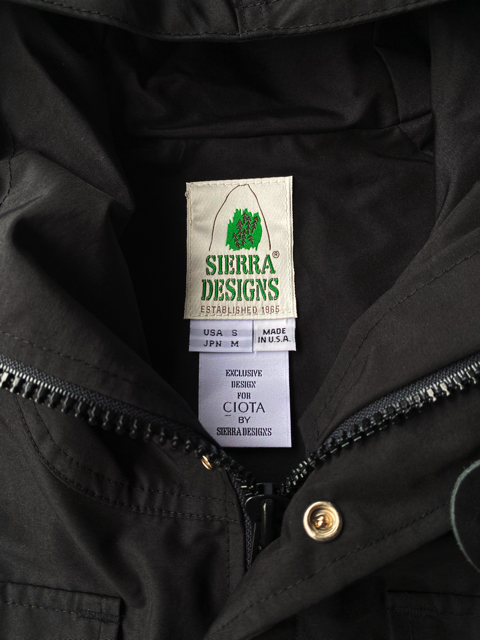 ®
SIERRA
DESIGNS
ESTABLISHED 1965
USA S
JPN M
MADE
IN U.S.A.
EXCLUSIVE
DESIGN
FOR
CIOTA
BY
SIERRA DESIGNS